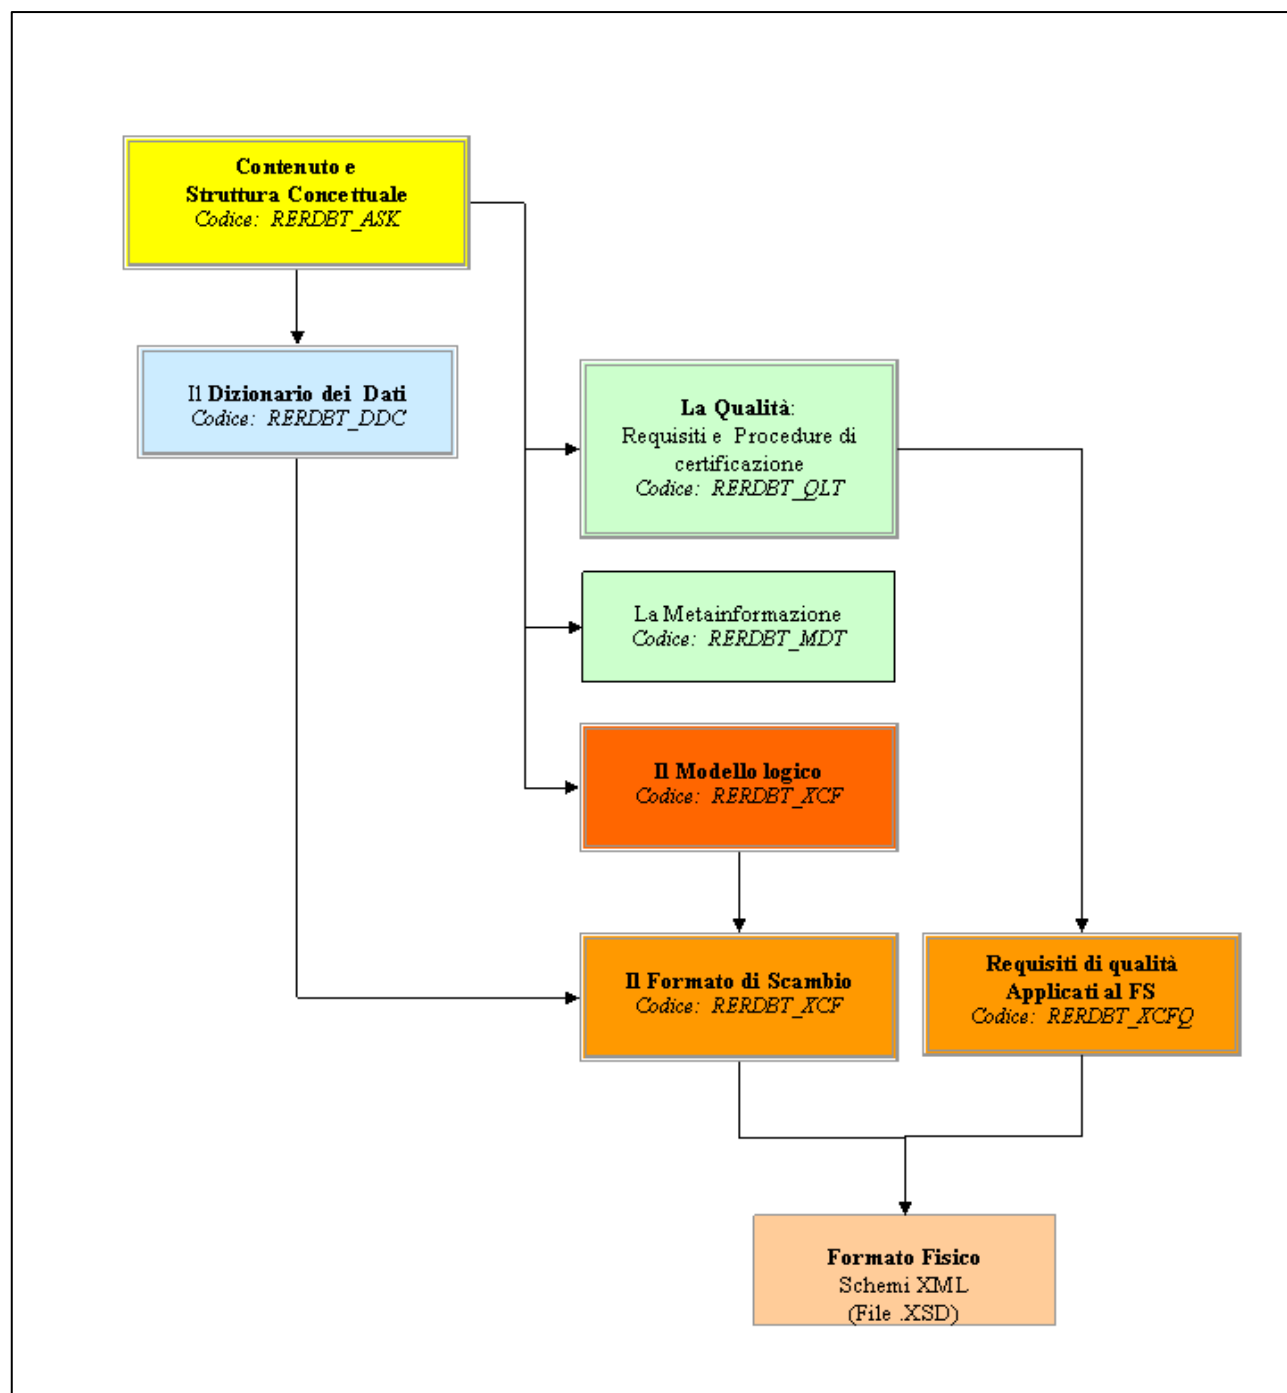 Contenuto e
Struttura Concettuale
Codice: RERDBT_ASK
Il Dizionario dei Dati
Codice: RERDBT_DDC
La Qualità:
Requisiti e Procedure di
certificazione
Codice: RERDBT_QLT
La Metainformazione
Codice: RERDBT_MDT
Il Modello logico
Codice: RERDBT_XCF
Il Formato di Scambio
Codice: RERDBT_XCF
Requisiti di qualità
Applicati al FS
Codice: RERDBT_XCFQ
Formato Fisico
Schemi XML
(File .XSD)